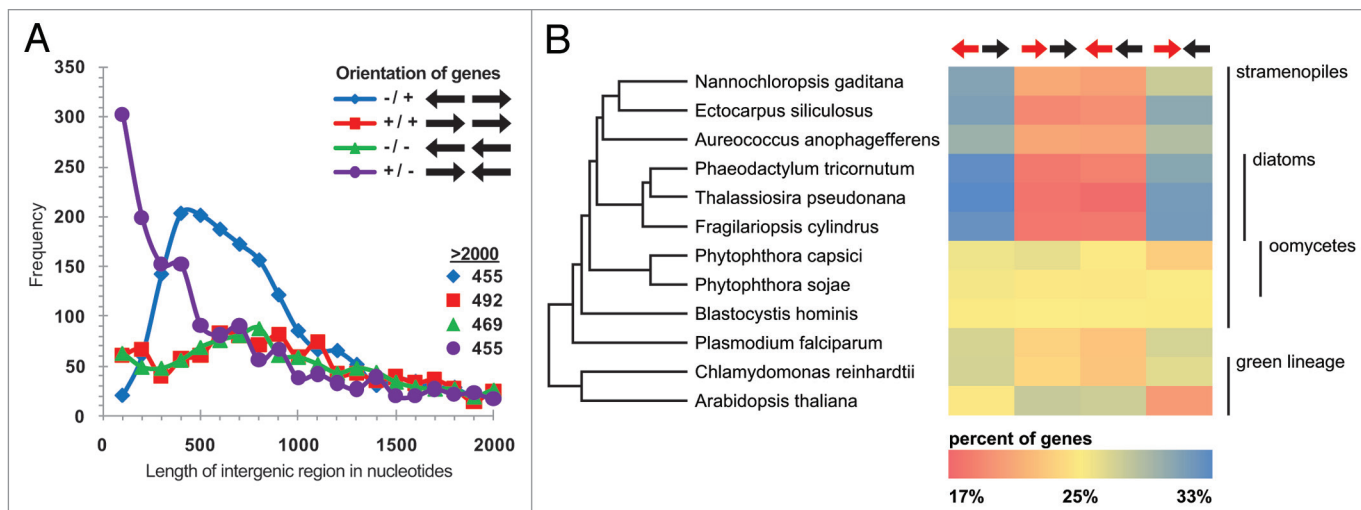 A
350
300
250
200
150
100
50
0
Frequency
0 500 1000 1500 2000
Length of intergenic region in nucleotides
Orientation of genes
-/ +
+/ +
-/ -
+/ -
>2000
455
492
469
455
B
Nannochloropsis gaditana
Ectocarpus siliculosus
Aureococcus anophagefferens
Phaeodactylum tricornutum
Thalassiosira pseudonana
Fragilariopsis cylindrus
Phytophthora capsici
Phytophthora sojae
Blastocystis hominis
Plasmodium falciparum
Chlamydomonas reinhardtii
Arabidopsis thaliana
stramenopiles
diatoms
oomycetes
green lineage
percent of genes
17% 25% 33%